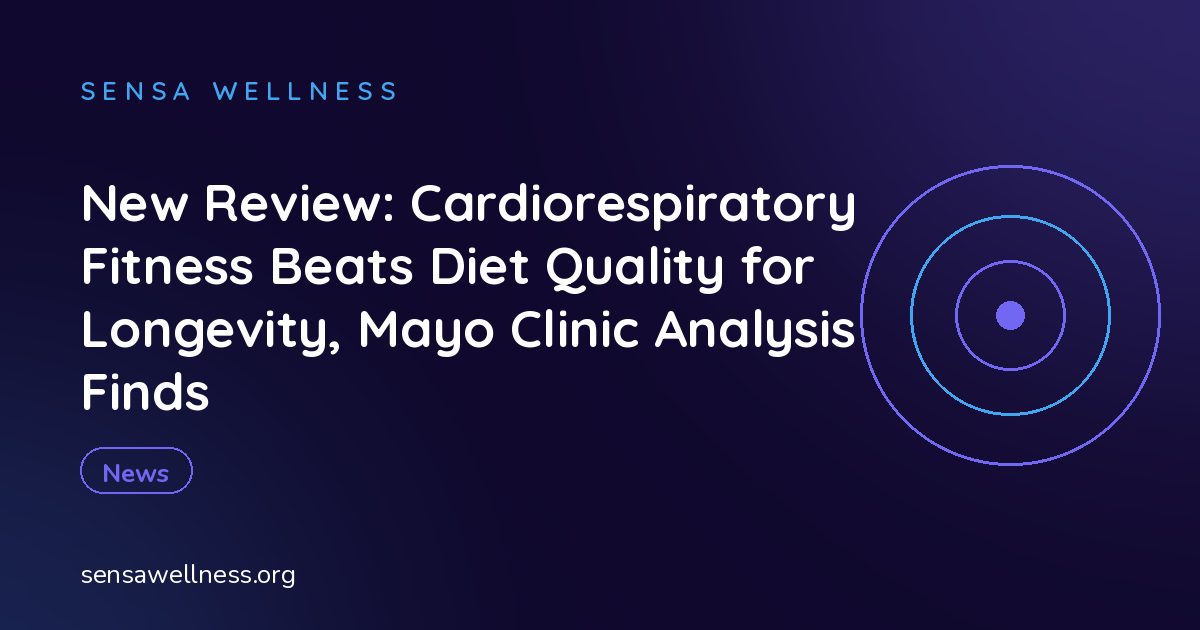 SENSA WELLNESS
New Review: Cardiorespiratory
Fitness Beats Diet Quality for
Longevity, Mayo Clinic Analysis
Finds
News
sensawellness.org